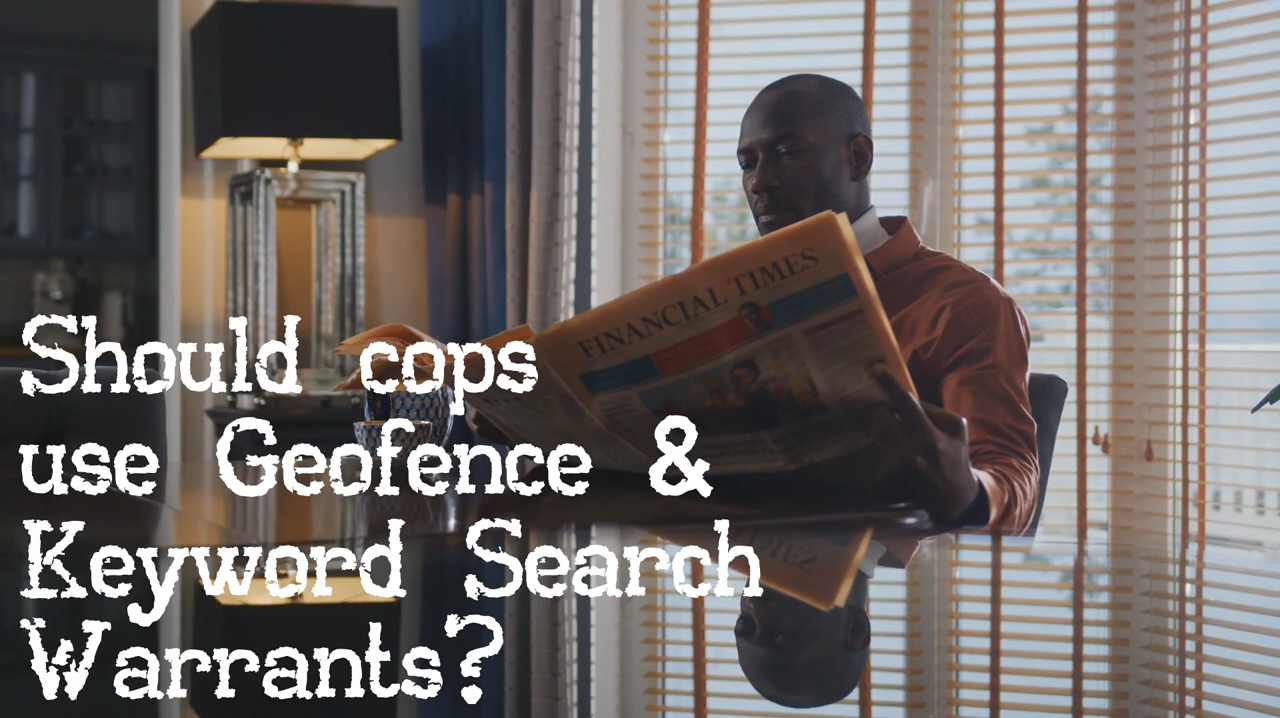 FINANCIAL TIMES
Should cops
use Geofence &
Keyword Search
Warrants?